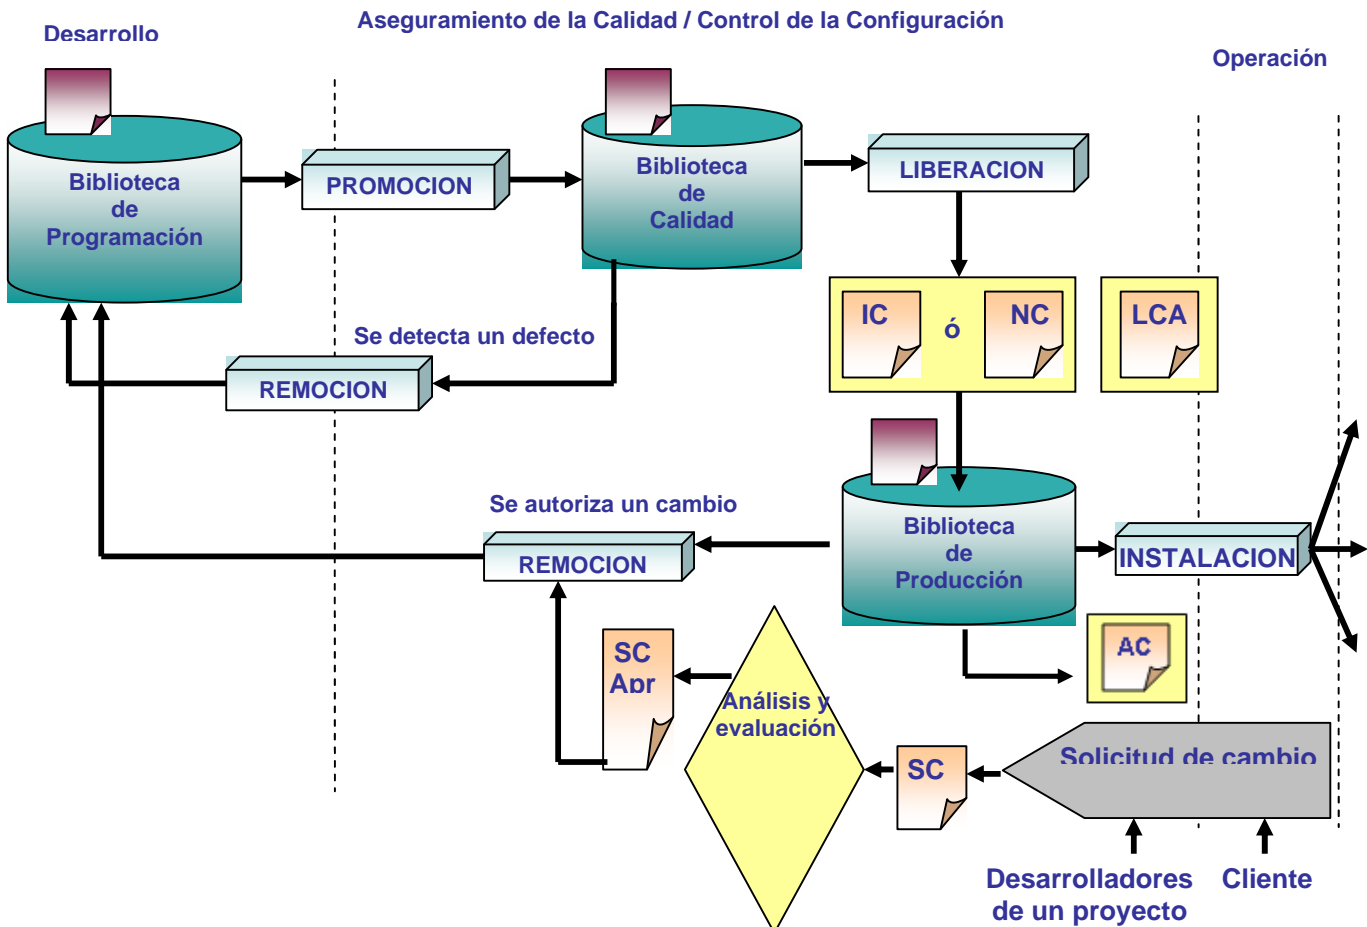 Aseguramiento de la Calidad / Control de la Configuración
Desarrollo
Operación
Biblioteca
de
Programación
PROMOCION
Biblioteca
de
Calidad
LIBERACION
IC
ó
NC
LCA
Se detecta un defecto
REMOCION
Se autoriza un cambio
REMOCION
Biblioteca
de
Producción
INSTALACION
AC
SC
Apr
Análisis y
evaluación
SC
Solicitud de cambio
Desarrolladores
de un proyecto
Cliente